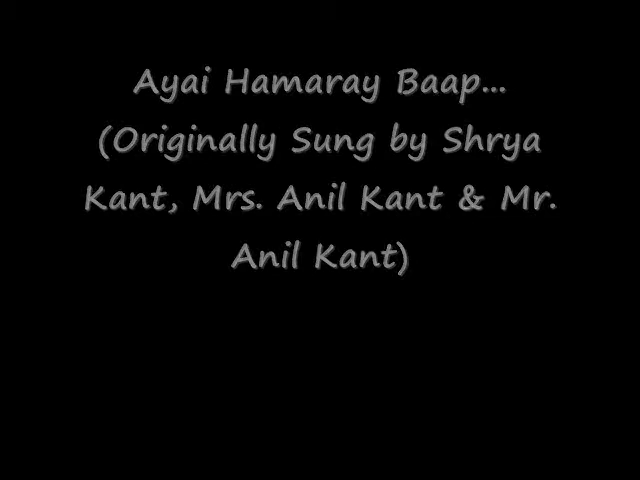 Ayai Hamaray Baap...
(Originally Sung by Shrya
Kant, Mrs. Anil Kant & Mr.
Anil Kant)